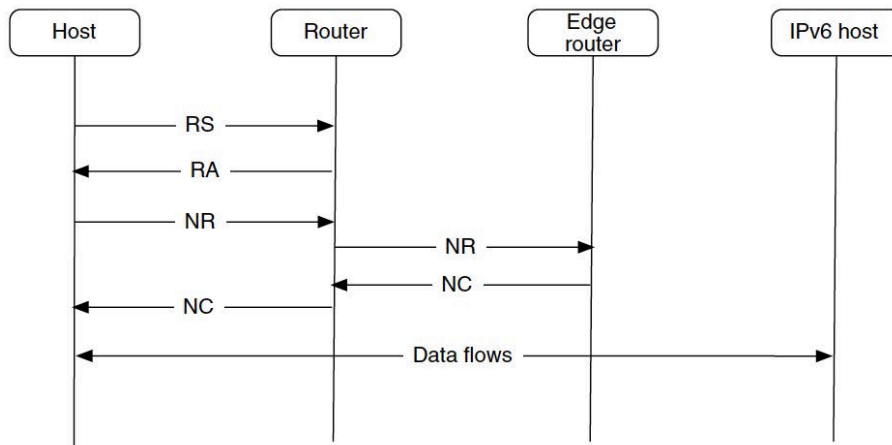 Host
Router
Edge
router
IPv6 host
RS
RA
NR
NR
NC
NC
Data flows